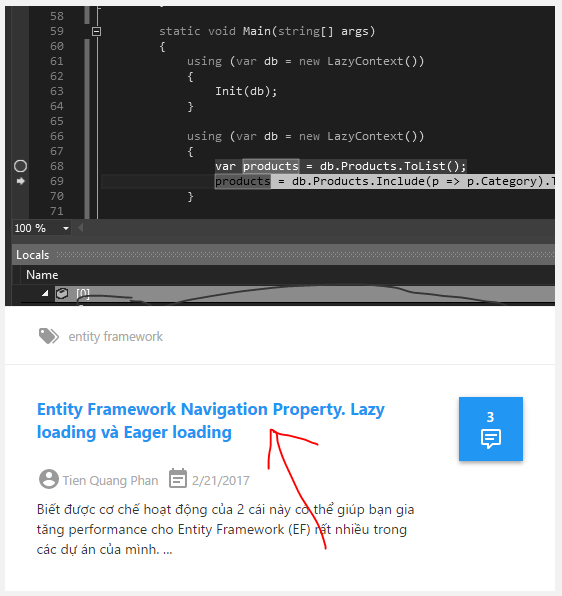 58
59 static void Main(string[] args)
60 {
61 using (var db = new LazyContext())
62 {
63 Init(db);
64 }
65
66 using (var db = new LazyContext())
67 {
68 var products = db.Products.ToList();
69 products = db.Products.Include(p => p.Category).T
70 }
71
100 %
Locals
Name
[0]
entity framework
Entity Framework Navigation Property. Lazy
loading và Eager loading
3
Tien Quang Phan 2/21/2017
Biết được cơ chế hoạt động của 2 cái này có thể giúp bạn gia
tăng performance cho Entity Framework (EF) rất nhiều trong
các dự án của mình. ...